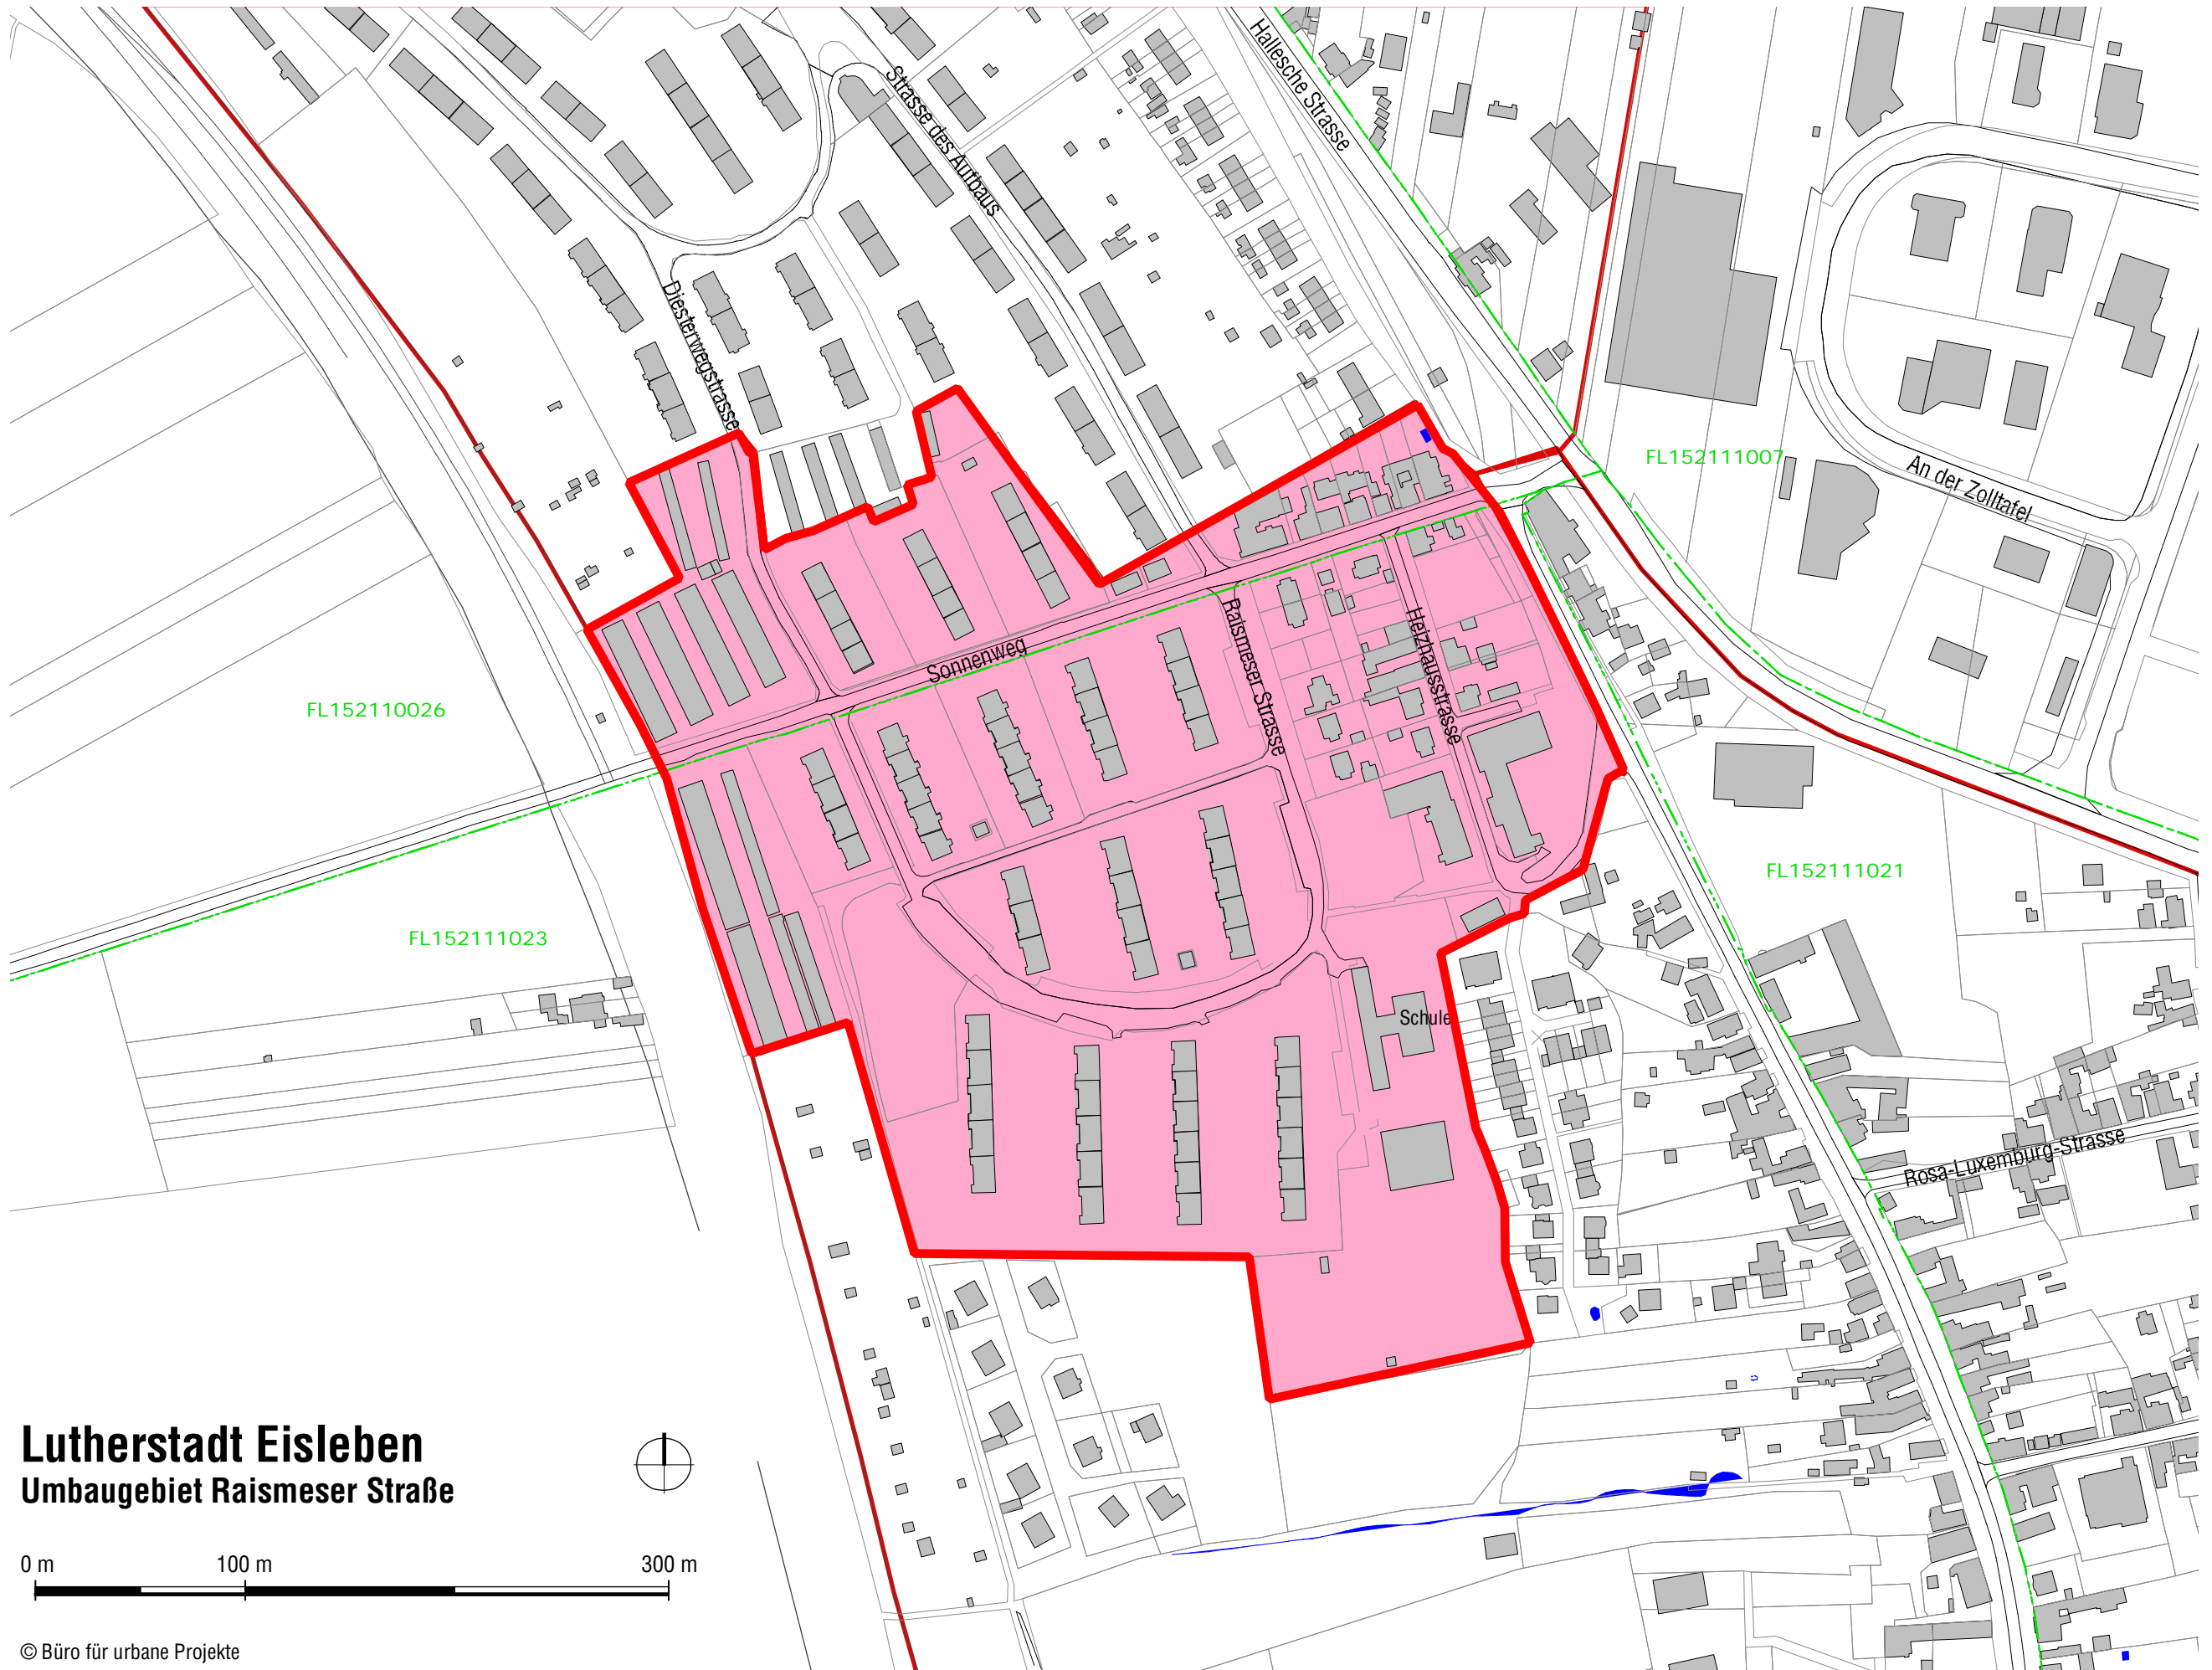 Hallesche Strasse
Strasse des Aufbaus
Diesterwegstrasse
FL152111007
An der Zolltafel
Sonnenweg
Raismeser Strasse
Heizhausstrasse
FL152110026
FL152111021
FL152111023
Schule
Rosa-Luxemburg-Strasse
Lutherstadt Eisleben
Umbaugebiet Raismeser Straße
0 m 100 m 300 m
© Büro für urbane Projekte